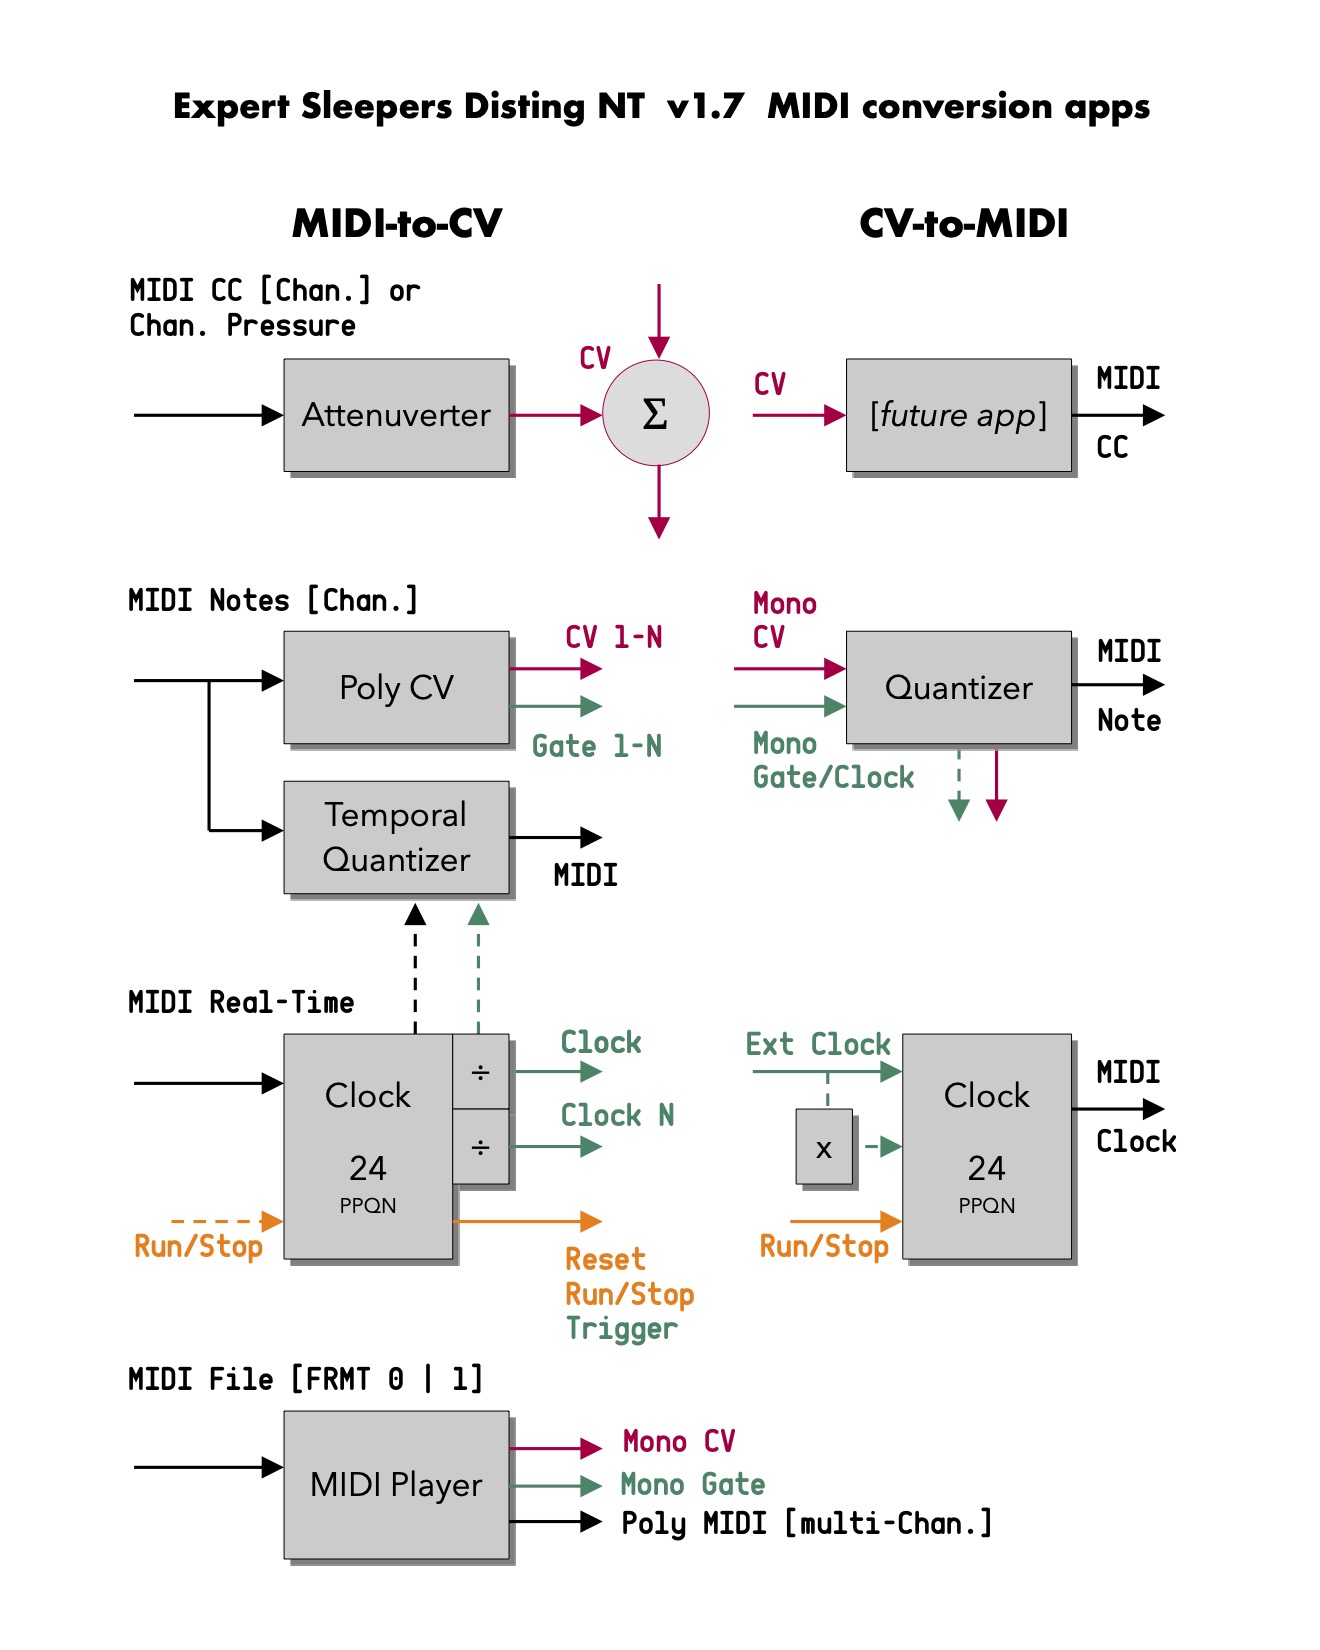 Expert Sleepers Disting NT v1.7 MIDI conversion apps
MIDI-to-CV
CV-to-MIDI
MIDI CC [Chan.] or
Chan. Pressure
Attenuverter
CV
Σ
CV
[future app]
MIDI
CC
MIDI Notes [Chan.]
Poly CV
CV 1-N
Gate 1-N
Mono
CV
Mono
Gate/Clock
Quantizer
MIDI
Note
Temporal
Quantizer
MIDI
MIDI Real-Time
Clock
24
PPQN
÷
÷
Clock
Clock N
Run/Stop
Reset
Run/Stop
Trigger
Ext Clock
x
Run/Stop
Clock
24
PPQN
MIDI
Clock
MIDI File [FRMT 0 | 1]
MIDI Player
Mono CV
Mono Gate
Poly MIDI [multi-Chan.]